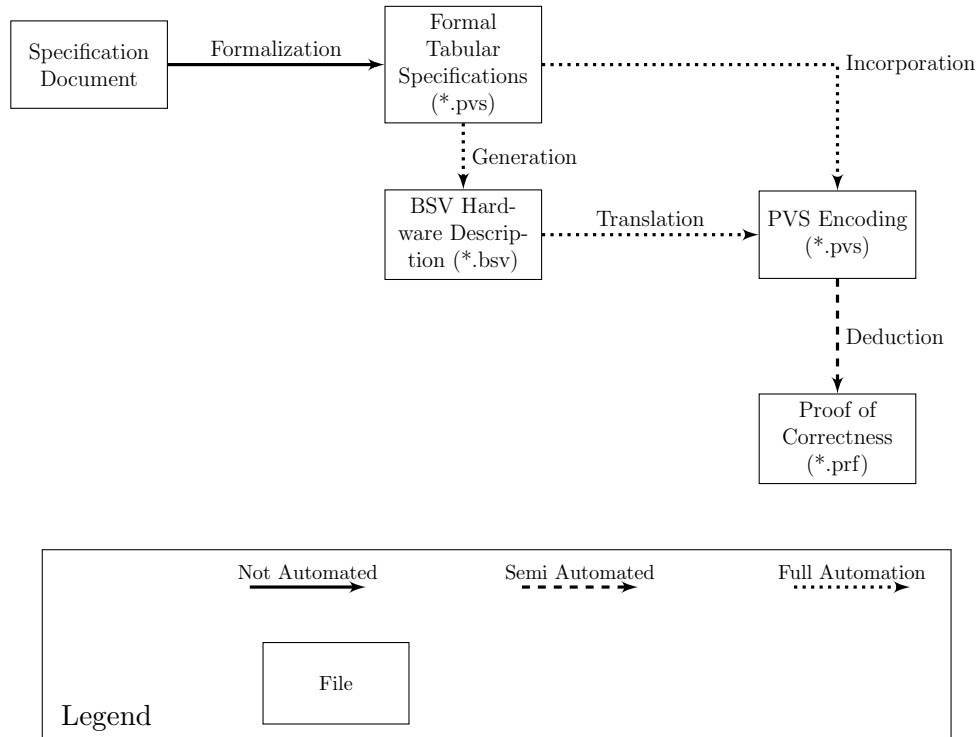 Specification
Document
Formalization
Formal
Tabular
Specifications
(*.pvs)
Incorporation
Generation
BSV Hard-
ware Descrip-
tion (*.bsv)
Translation
PVS Encoding
(*.pvs)
Deduction
Proof of
Correctness
(*.prf)
Not Automated
Semi Automated
Full Automation
File
Legend